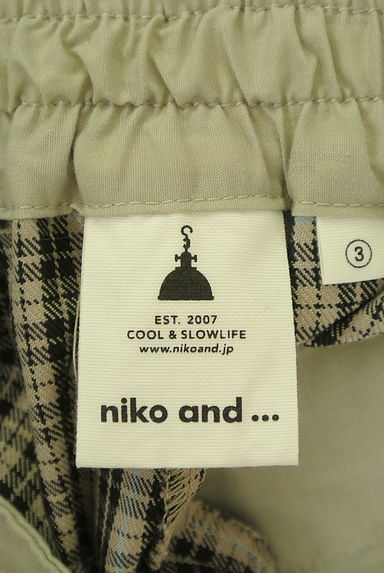 ③
EST. 2007
COOL & SLOWLIFE
www.nikoand.jp
niko and ...